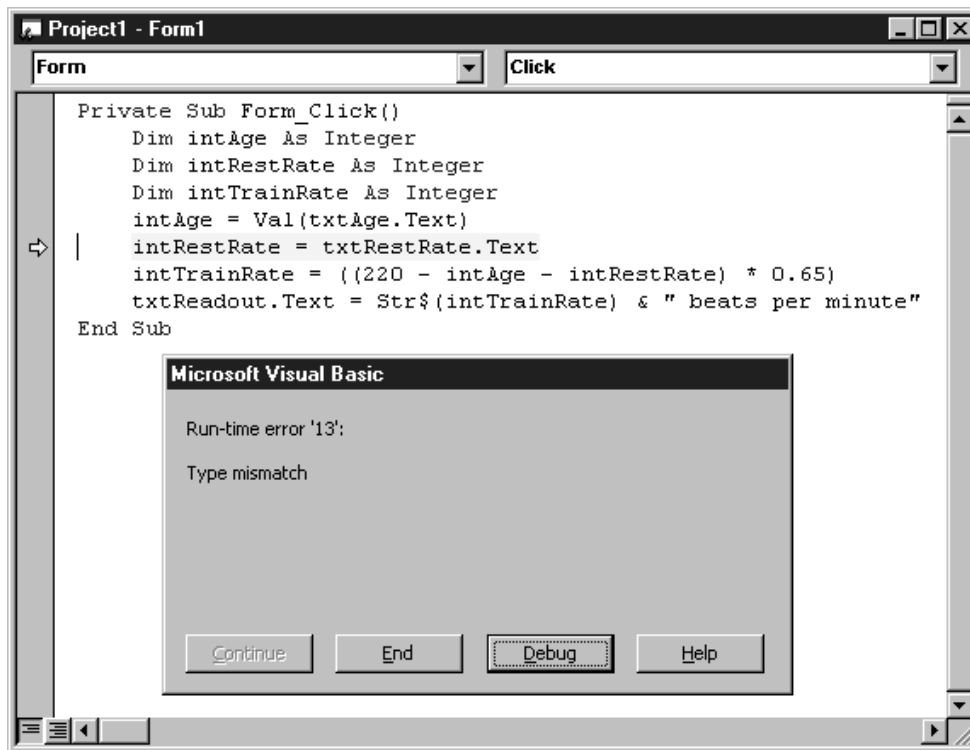 Project1 - Form1
Form Click
Private Sub Form_Click()
Dim intAge As Integer
Dim intRestRate As Integer
Dim intTrainRate As Integer
intAge = Val(txtAge.Text)
intRestRate = txtRestRate.Text
intTrainRate = ((220 - intAge - intRestRate) * 0.65)
txtReadout.Text = Str$(intTrainRate) & " beats per minute"
End Sub
Microsoft Visual Basic
Run-time error '13':
Type mismatch
Continue End Debug Help